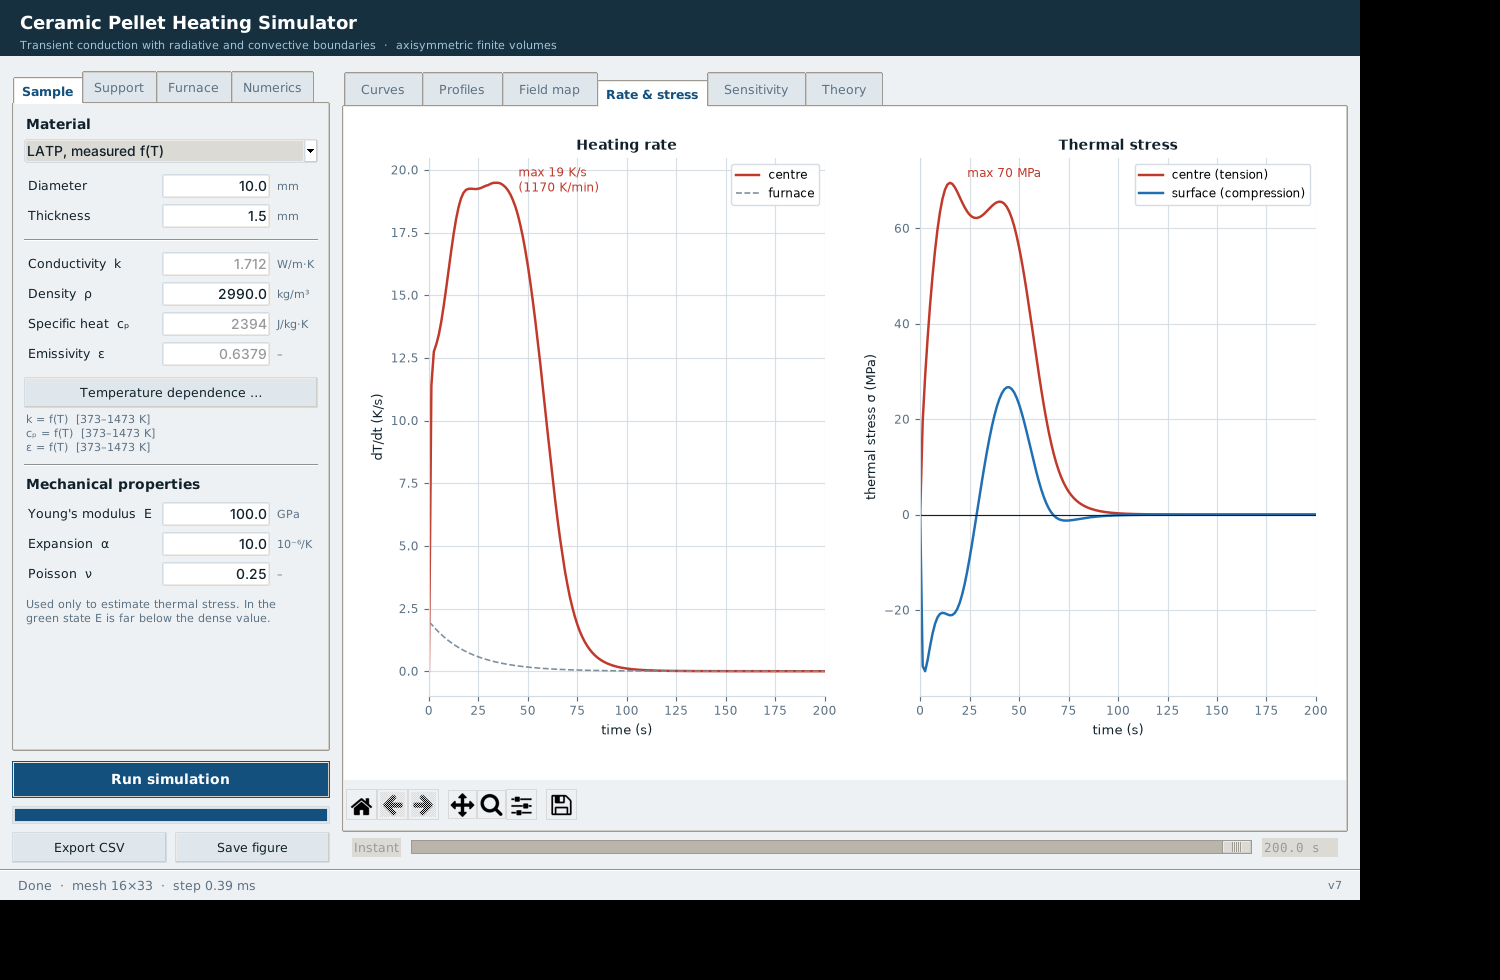 Ceramic Pellet Heating Simulator
Transient conduction with radiative and convective boundaries · axisymmetric finite volumes
Sample Support Furnace Numerics
Material
LATP, measured f(T)
Diameter 10.0 mm
Thickness 1.5 mm
Conductivity k 1.712 W/m·K
Density ρ 2990.0 kg/m³
Specific heat cₚ 2394 J/kg·K
Emissivity ε 0.6379 –
Temperature dependence ...
k = f(T) [373–1473 K]
cₚ = f(T) [373–1473 K]
ε = f(T) [373–1473 K]
Mechanical properties
Young's modulus E 100.0 GPa
Expansion α 10.0 10⁻⁶/K
Poisson ν 0.25 –
Used only to estimate thermal stress. In the
green state E is far below the dense value.
Run simulation
Export CSV Save figure
Curves Profiles Field map Rate & stress Sensitivity Theory
Heating rate
max 19 K/s
(1170 K/min)
centre
furnace
dT/dt (K/s)
20.0
17.5
15.0
12.5
10.0
7.5
5.0
2.5
0.0
0 25 50 75 100 125 150 175 200
time (s)
Thermal stress
max 70 MPa
centre (tension)
surface (compression)
thermal stress σ (MPa)
60
40
20
0
−20
0 25 50 75 100 125 150 175 200
time (s)
Instant 200.0 s
Done · mesh 16×33 · step 0.39 ms
v7